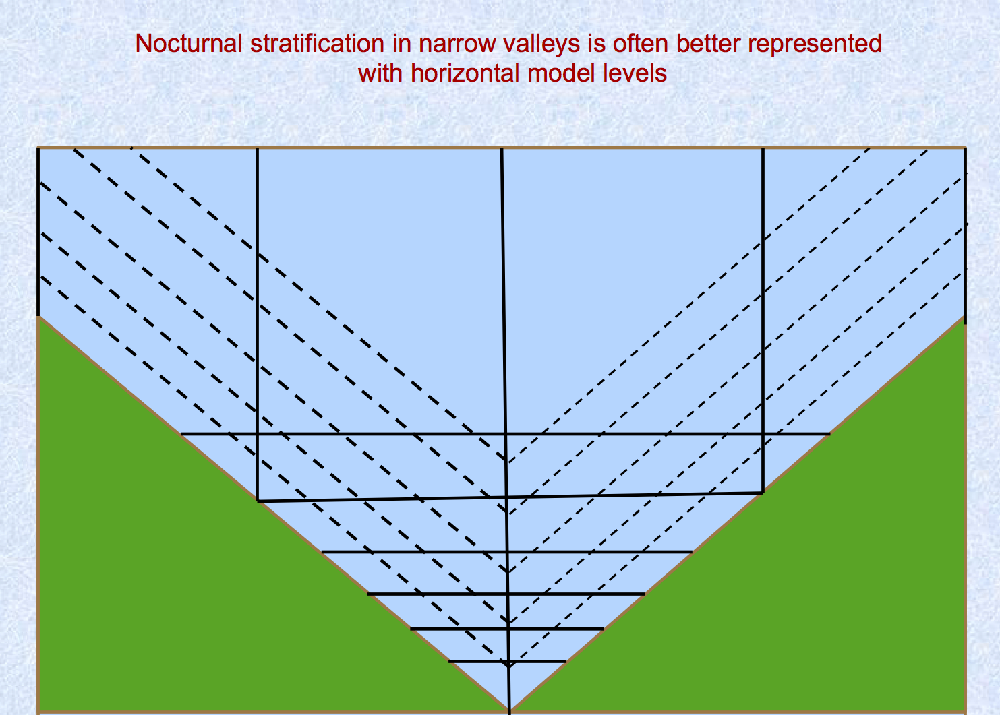 Nocturnal stratification in narrow valleys is often better represented
with horizontal model levels